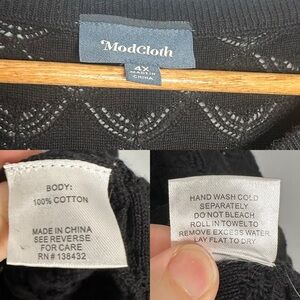 ModCloth
4X
MADE IN
CHINA
BODY:
100% COTTON
MADE IN CHINA
SEE REVERSE
FOR CARE
RN# 138432
HAND WASH COLD
SEPARATELY
DO NOT BLEACH
ROLL IN TOWEL TO
REMOVE EXCESS WATER
LAY FLAT TO DRY